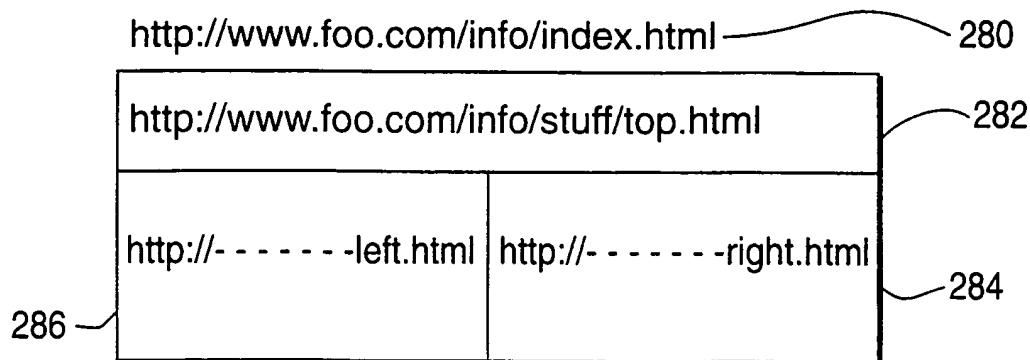 http://www.foo.com/info/index.html 280
http://www.foo.com/info/stuff/top.html 282
http://- - - - - - -left.html http://- - - - - - -right.html
284
286